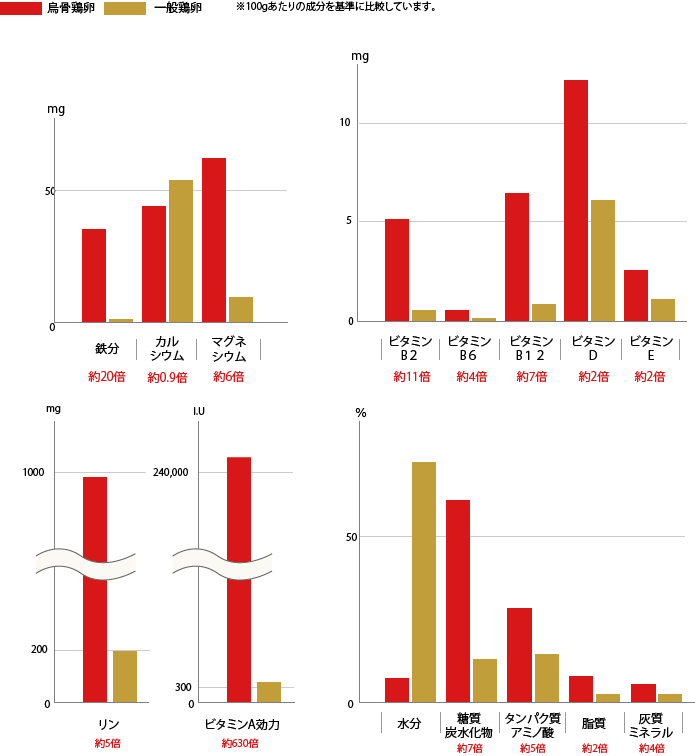 烏骨鶏卵 一般鶏卵 ※100gあたりの成分を基準に比較しています。
mg
50
0
鉄分
カル
シウム
マグネ
シウム
約20倍 約0.9倍 約6倍
mg
10
5
0
ビタミン
B2
ビタミン
B6
ビタミン
B12
ビタミン
D
ビタミン
E
約11倍 約4倍 約7倍 約2倍 約2倍
mg
1000
200
0
リン
約5倍
I.U
240,000
300
0
ビタミンA効力
約630倍
%
50
0
水分
糖質
炭水化物
タンパク質
アミノ酸
脂質
灰質
ミネラル
約7倍 約5倍 約2倍 約4倍